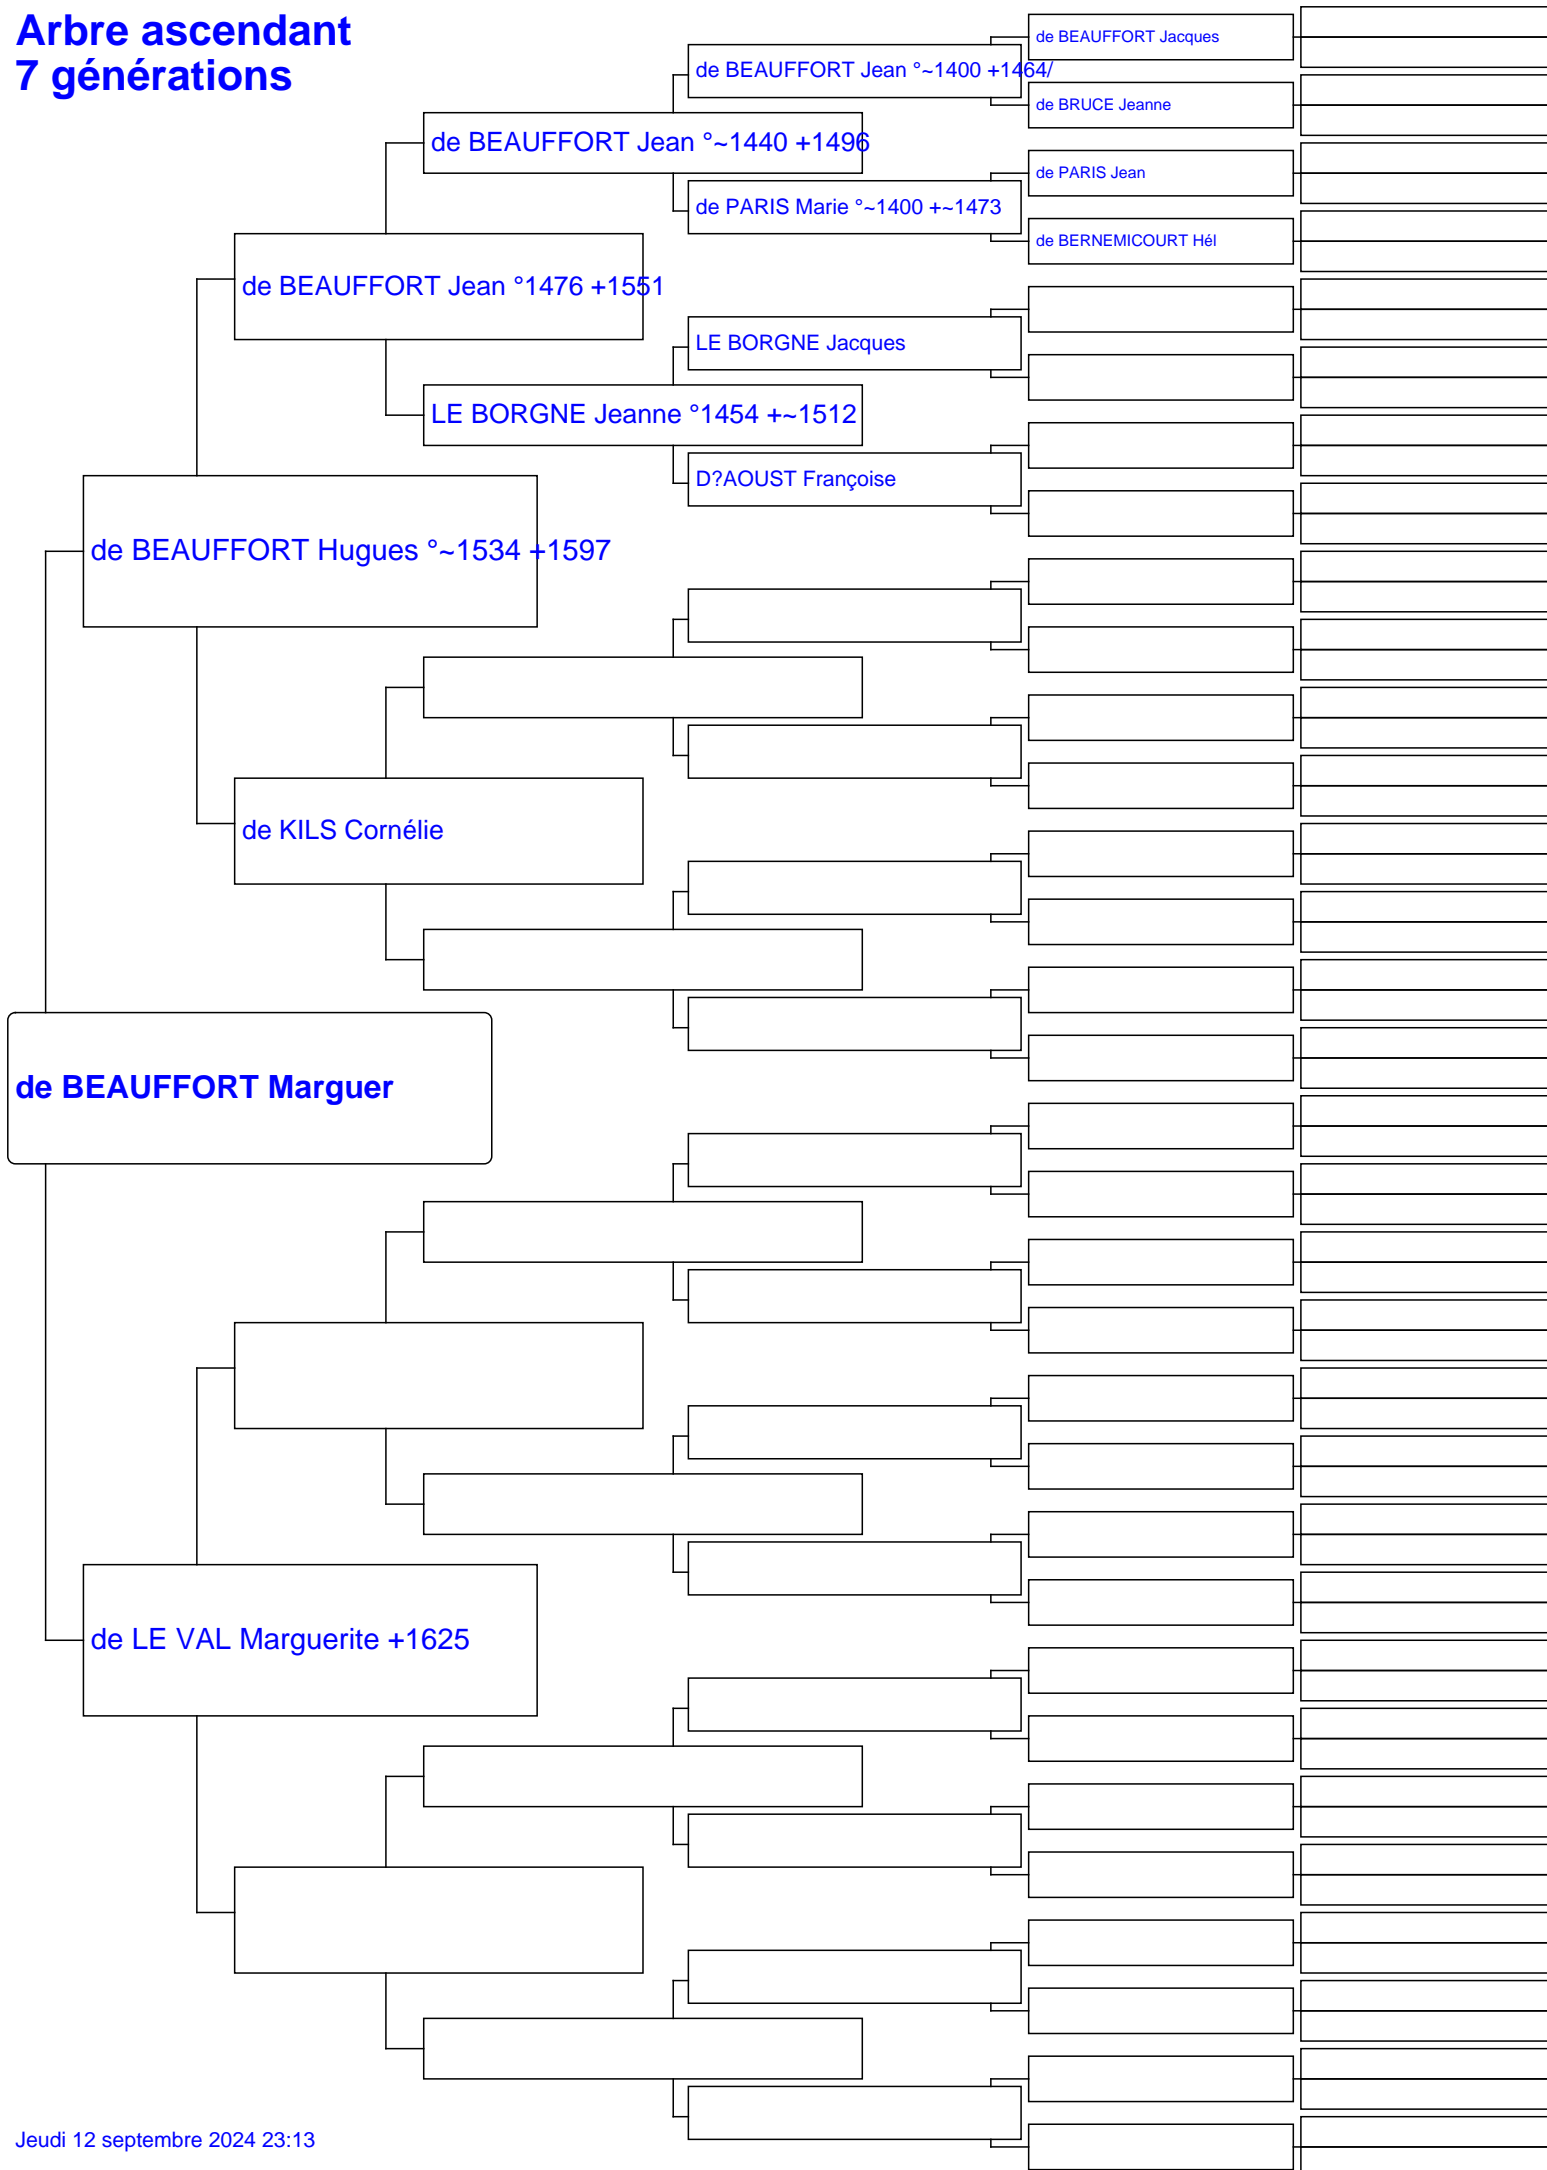 Arbre ascendant
7 générations
de BEAUFFORT Jacques
de BEAUFFORT Jean °~1400 +1464/
de BRUCE Jeanne
de BEAUFFORT Jean °~1440 +1496
de PARIS Jean
de PARIS Marie °~1400 +~1473
de BERNEMICOURT Hél
de BEAUFFORT Jean °1476 +1551
LE BORGNE Jacques
LE BORGNE Jeanne °1454 +~1512
D?AOUST Françoise
de BEAUFFORT Hugues °~1534 +1597
de KILS Cornélie
de BEAUFFORT Marguer
de LE VAL Marguerite +1625
Jeudi 12 septembre 2024 23:13